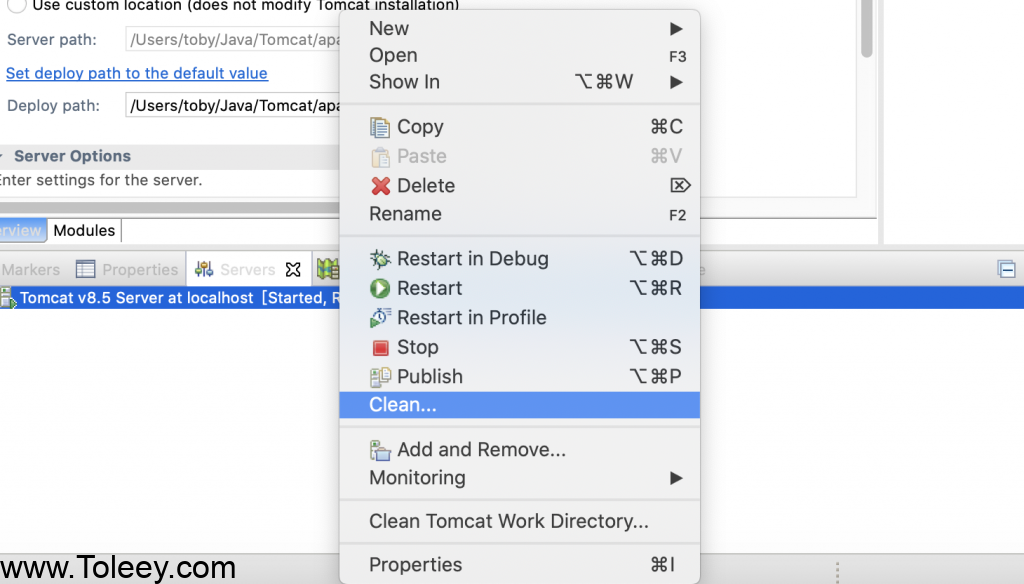 Use custom location (does not modify Tomcat installation)
Server path: /Users/toby/Java/Tomcat/apa
Set deploy path to the default value
Deploy path: /Users/toby/Java/Tomcat/apa
Server Options
Enter settings for the server.
erview Modules
Markers Properties Servers e
Tomcat v8.5 Server at localhost [Started, R
New
Open F3
Show In ⌥⌘W
Copy ⌘C
Paste ⌘V
Delete ⌦
Rename F2
Restart in Debug ⌥⌘D
Restart ⌥⌘R
Restart in Profile
Stop ⌥⌘S
Publish ⌥⌘P
Clean...
Add and Remove...
Monitoring
Clean Tomcat Work Directory...
Properties ⌘I
www.Toleey.com